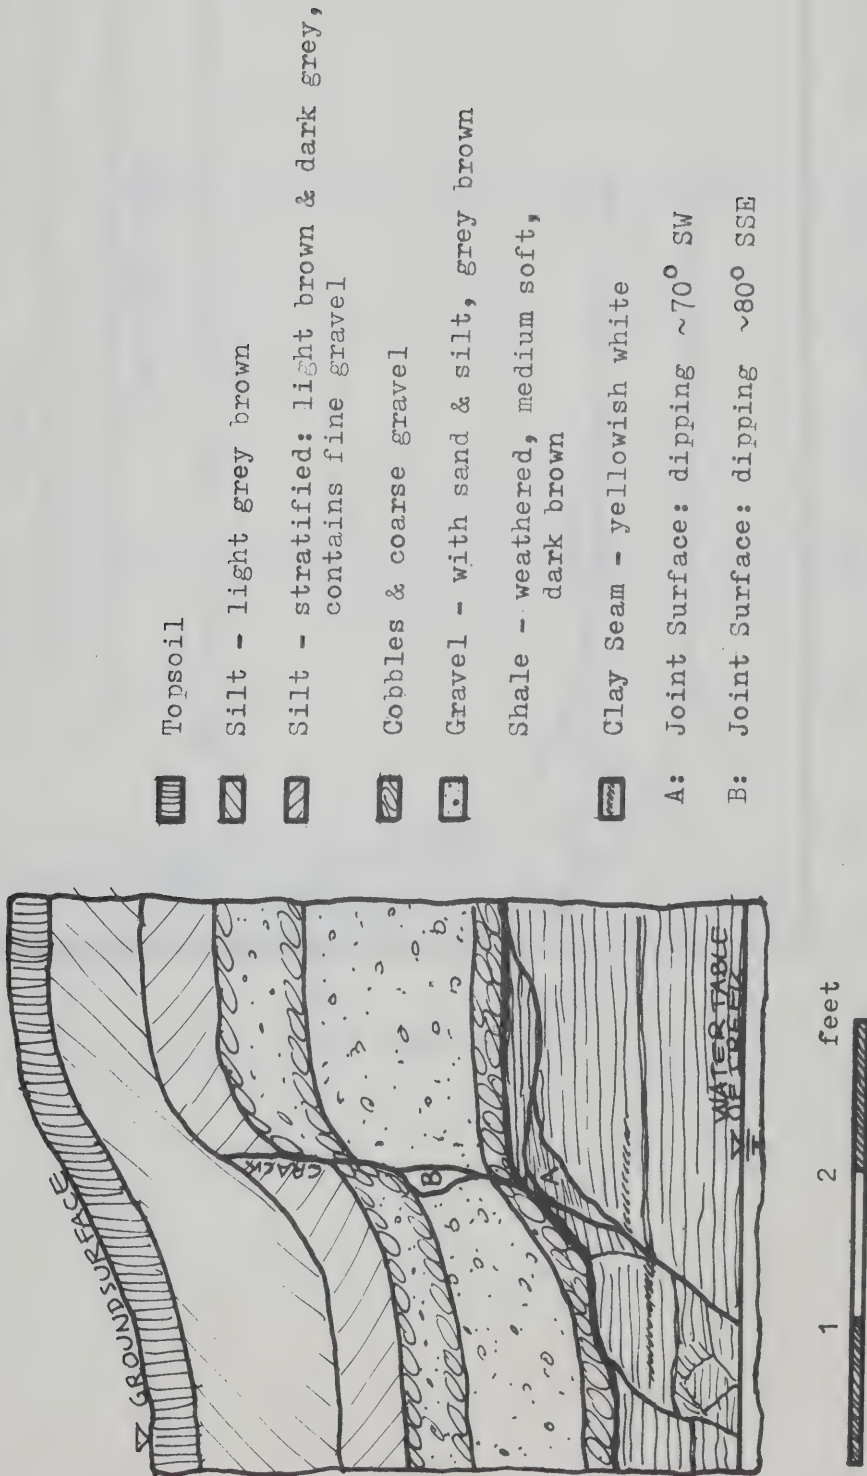 ▽ GROUNDSURFACE
CRACK
B
A
WATER TABLE
▽ OF CREEK
1 2 feet
Topsoil
Silt - light grey brown
Silt - stratified: light brown & dark grey,
contains fine gravel
Cobbles & coarse gravel
Gravel - with sand & silt, grey brown
Shale - weathered, medium soft,
dark brown
Clay Seam - yellowish white
A: Joint Surface: dipping ~70° SW
B: Joint Surface: dipping ~80° SSE